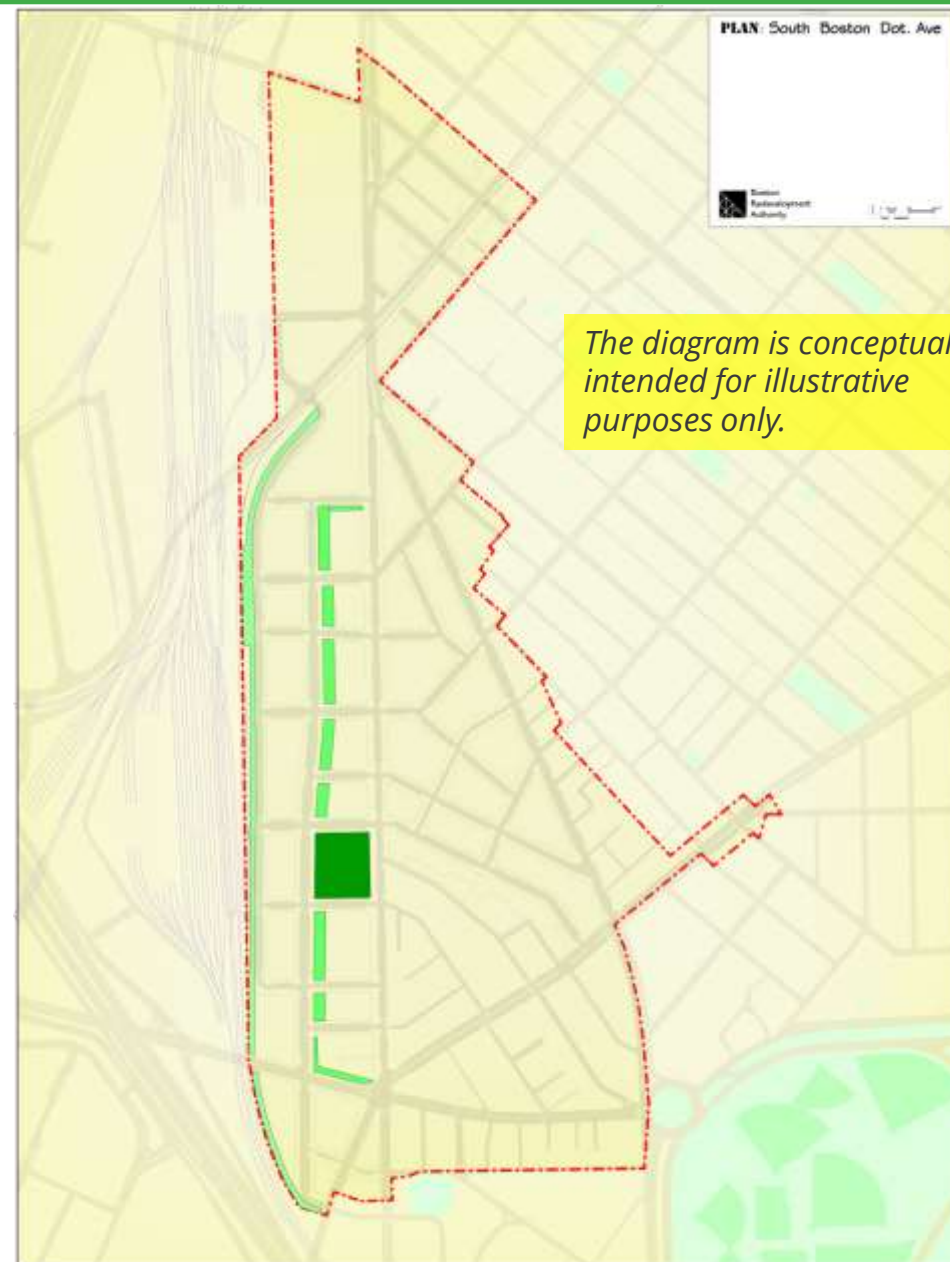 PLAN: South Boston Dot. Ave
Boston
Redevelopment
Authority
The diagram is conceptual
intended for illustrative
purposes only.